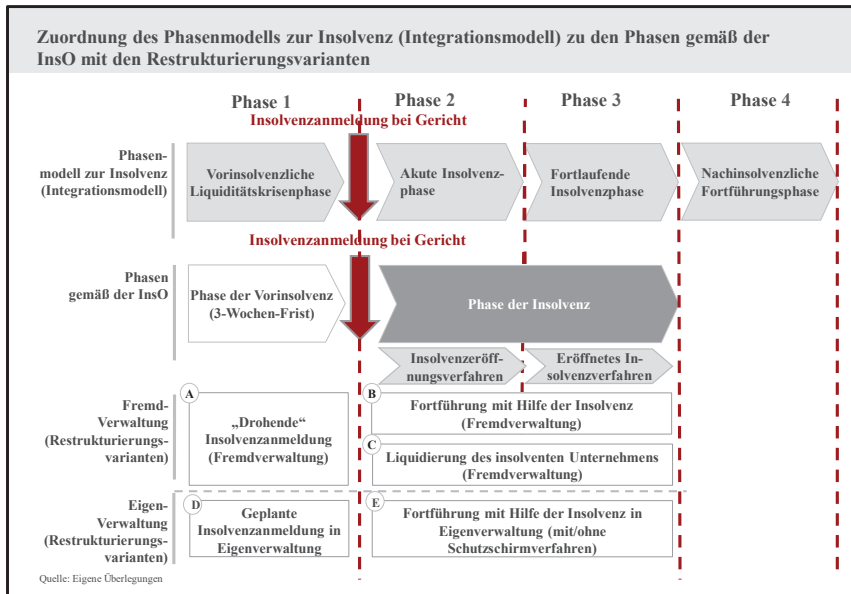 Zuordnung des Phasenmodells zur Insolvenz (Integrationsmodell) zu den Phasen gemäß der
InsO mit den Restrukturierungsvarianten
Phase 1
Phase 2
Phase 3
Phase 4
Insolvenzanmeldung bei Gericht
Phasen-
modell zur Insolvenz
(Integrationsmodell)
Vorinsolvenzliche
Liquiditätskrisenphase
Akute Insolvenz-
phase
Fortlaufende
Insolvenzphase
Nachinsolvenzliche
Fortführungsphase
Insolvenzanmeldung bei Gericht
Phasen
gemäß der InsO
Phase der Vorinsolvenz
(3-Wochen-Frist)
Phase der Insolvenz
Insolvenzeröff-
nungsverfahren
Eröffnetes In-
solvenzverfahren
Fremd-
Verwaltung
(Restrukturierungs-
varianten)
A
„Drohende“
Insolvenzanmeldung
(Fremdverwaltung)
B
Fortführung mit Hilfe der Insolvenz
(Fremdverwaltung)
C
Liquidierung des insolventen Unternehmens
(Fremdverwaltung)
Eigen-
Verwaltung
(Restrukturierungs-
varianten)
D
Geplante
Insolvenzanmeldung in
Eigenverwaltung
E
Fortführung mit Hilfe der Insolvenz in
Eigenverwaltung (mit/ohne
Schutzschirmverfahren)
Quelle: Eigene Überlegungen